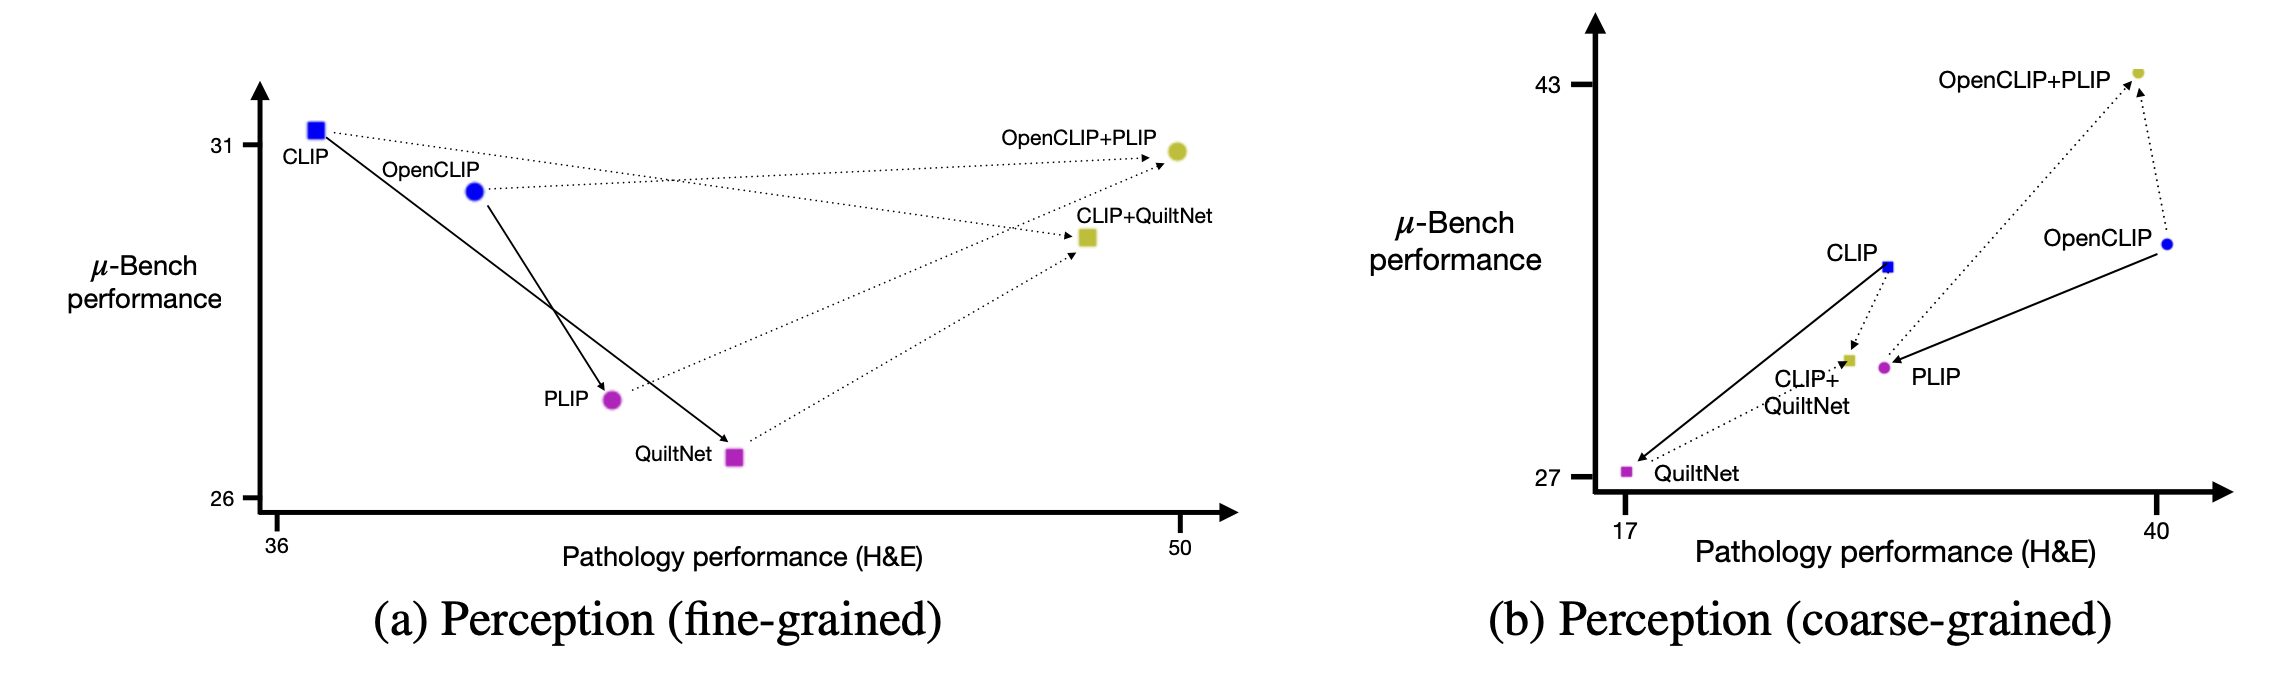 31
CLIP
OpenCLIP
OpenCLIP+PLIP
CLIP+QuiltNet
μ-Bench
performance
PLIP
QuiltNet
26
36
50
Pathology performance (H&E)
(a) Perception (fine-grained)
43
OpenCLIP+PLIP
μ-Bench
performance
CLIP
OpenCLIP
CLIP+
QuiltNet
PLIP
27
QuiltNet
17
40
Pathology performance (H&E)
(b) Perception (coarse-grained)